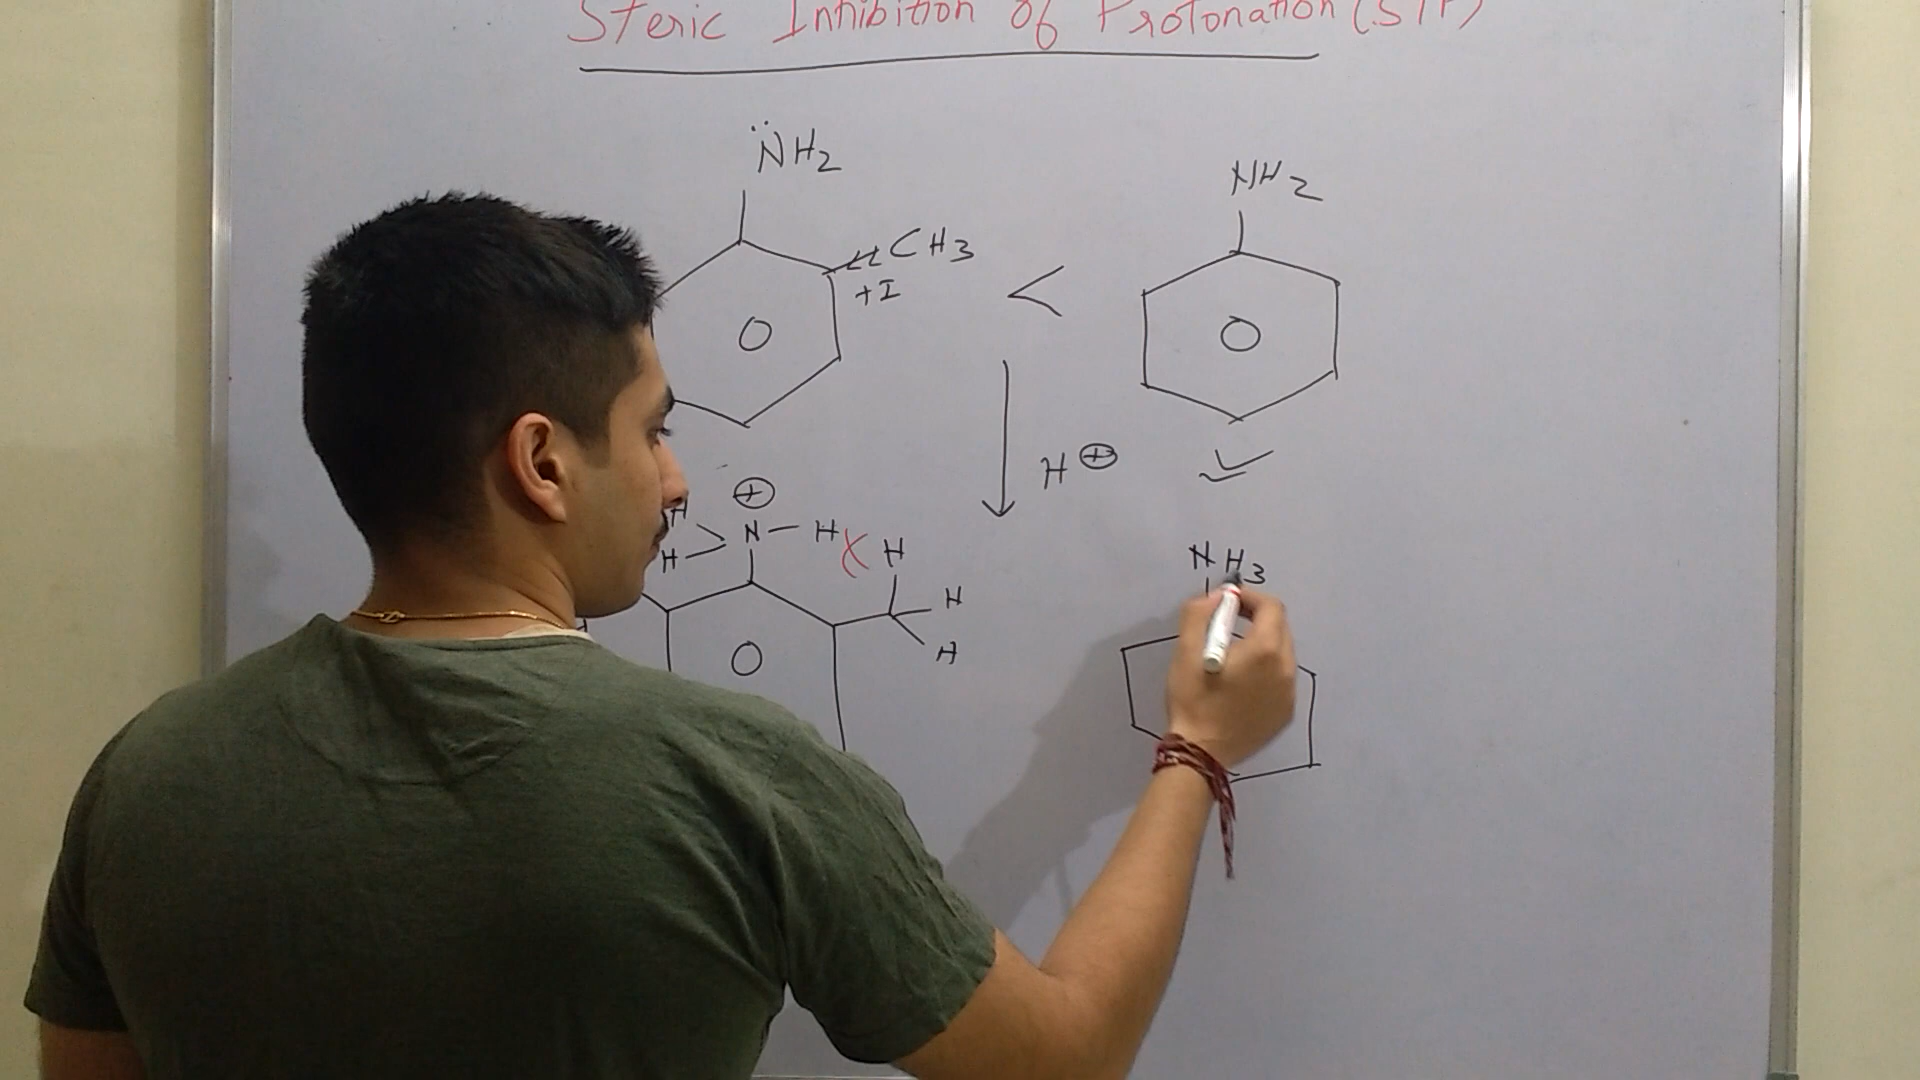 Steric Inhibition Of Protonation (SIP)
NH2
NH2
CH3
+I
<
H ⊕
⊕
H
N
H
H
H
NH3
H
H